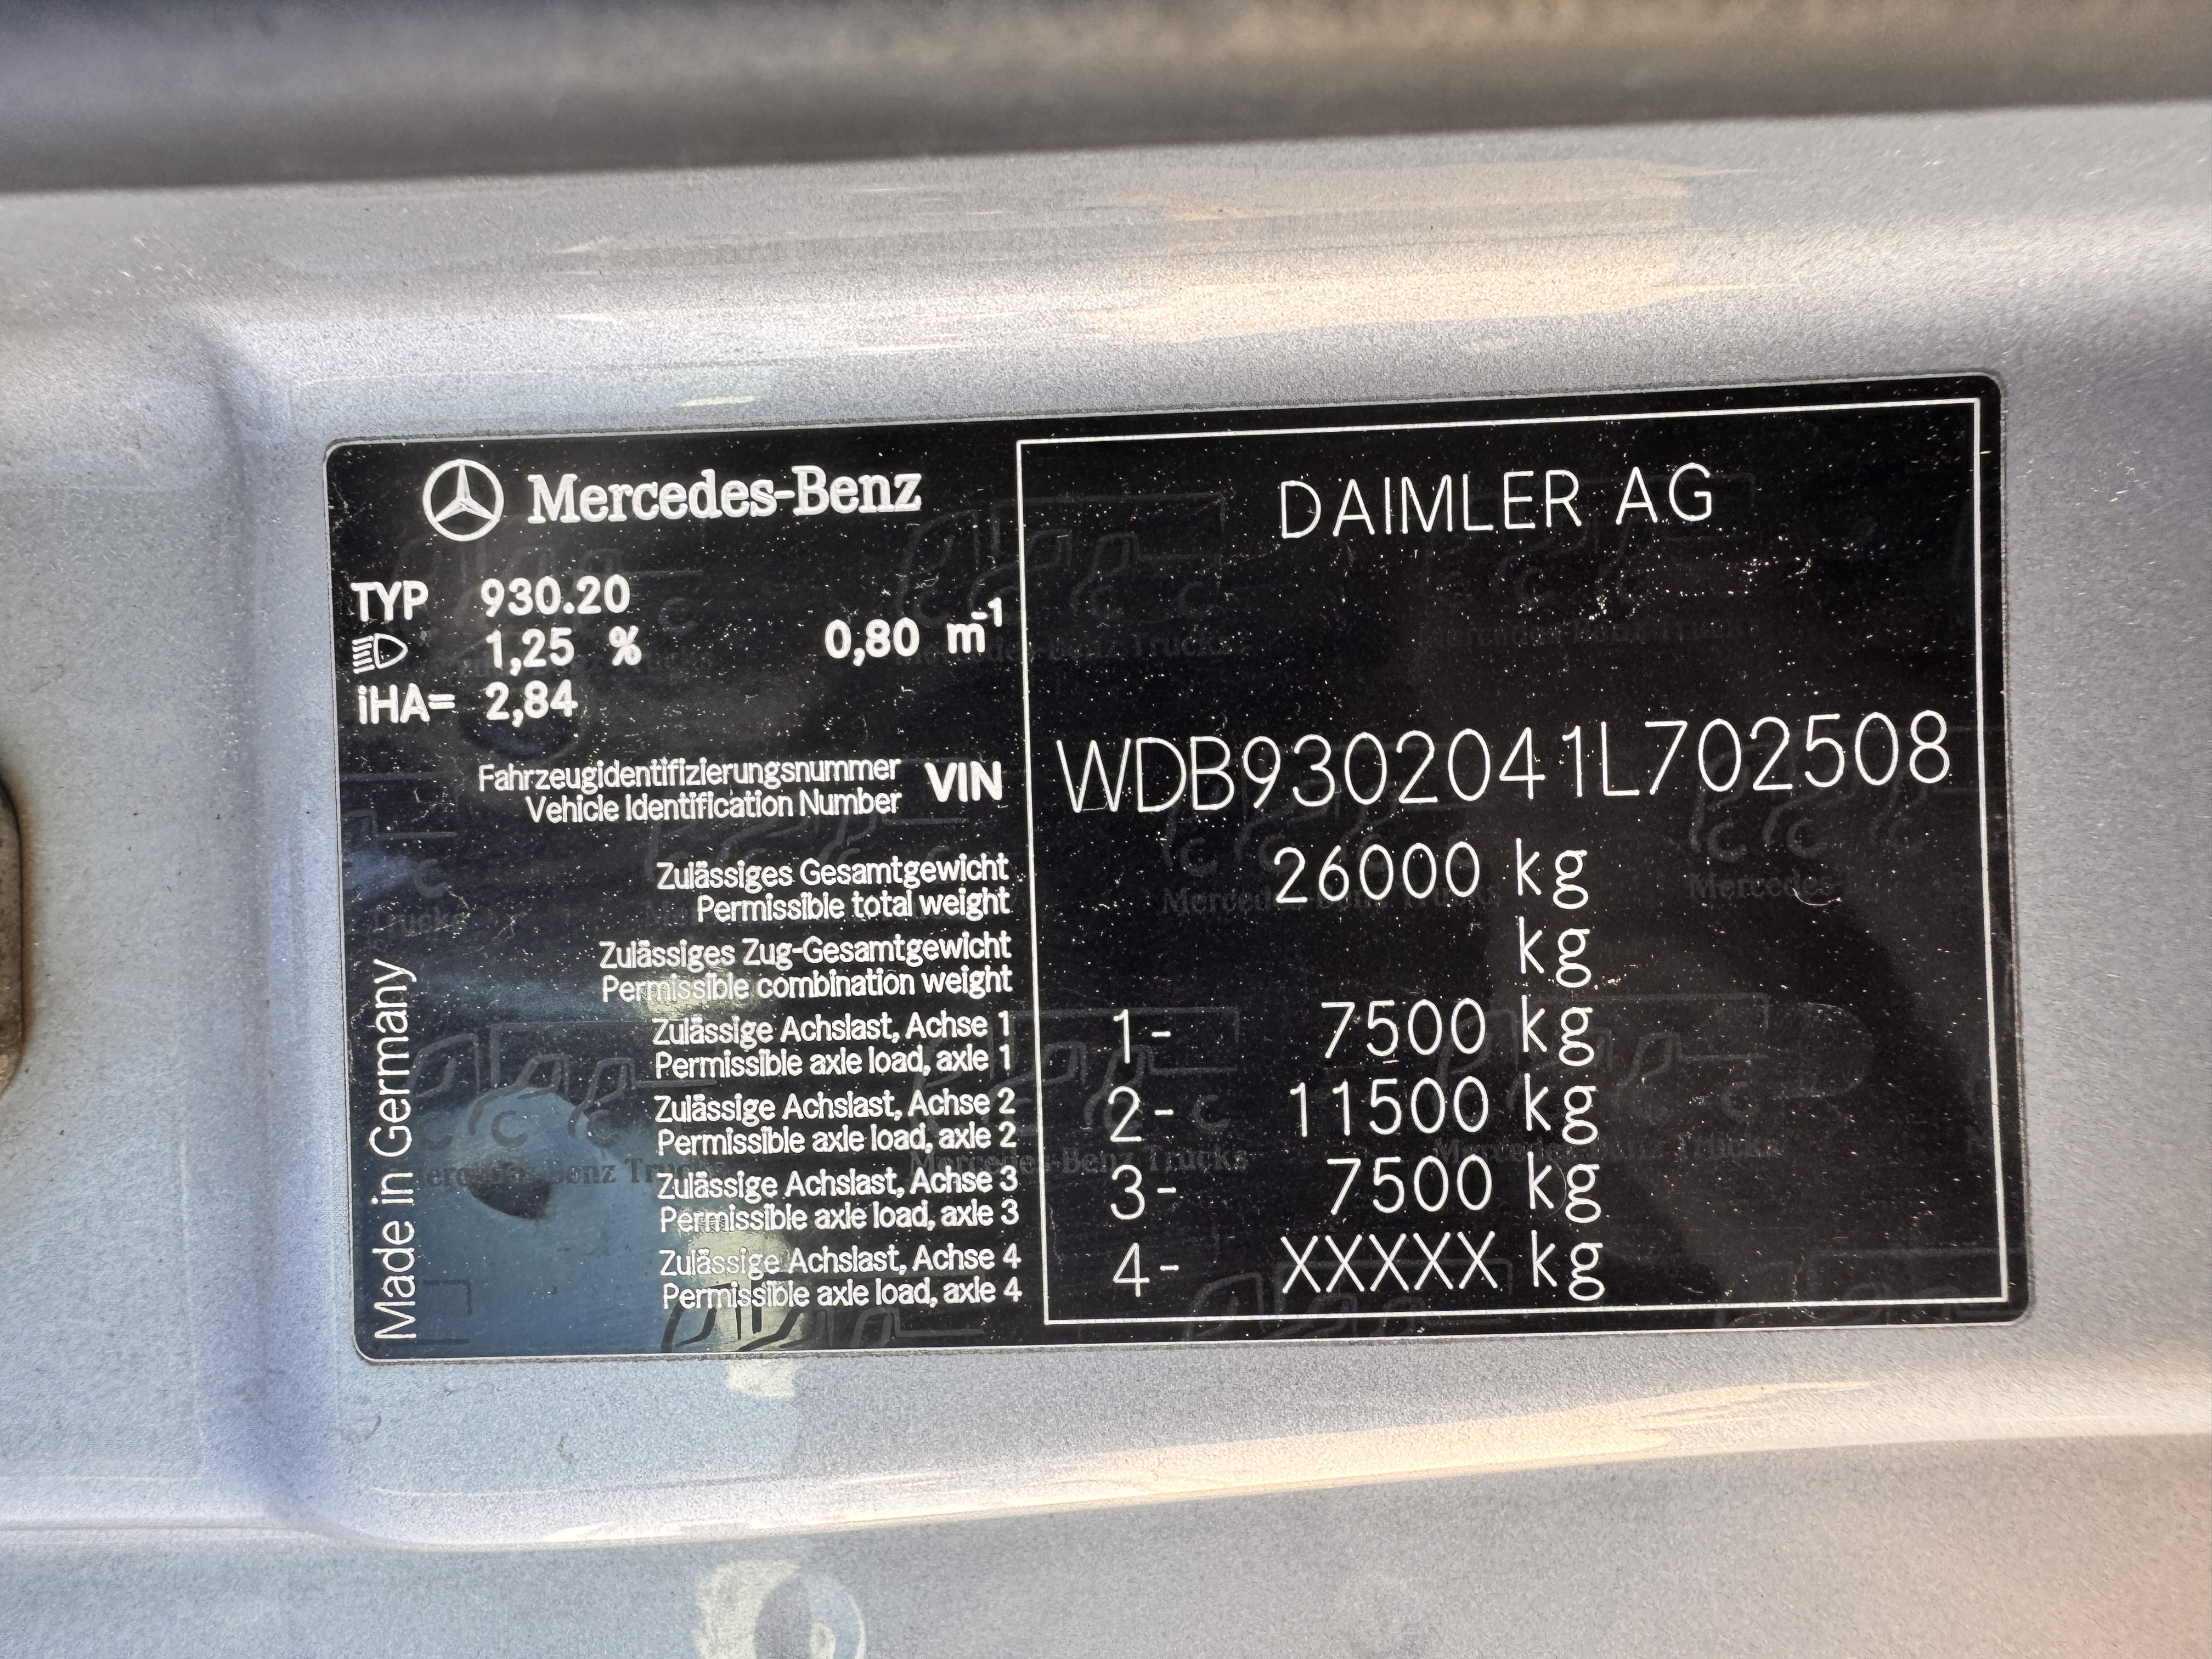 Mercedes-Benz
DAIMLER AG
TYP 930.20
1,25 % 0,80 m-1
iHA= 2,84
Fahrzeugidentifizierungsnummer
Vehicle Identification Number
VIN WDB9302041L702508
Zulässiges Gesamtgewicht
Permissible total weight
26000 kg
Zulässiges Zug-Gesamtgewicht
Permissible combination weight
kg
Zulässige Achslast, Achse 1
Permissible axle load, axle 1
1- 7500 kg
Zulässige Achslast, Achse 2
Permissible axle load, axle 2
2- 11500 kg
Zulässige Achslast, Achse 3
Permissible axle load, axle 3
3- 7500 kg
Zulässige Achslast, Achse 4
Permissible axle load, axle 4
4- XXXXX kg
Made in Germany
Mercedes-Benz Trucks